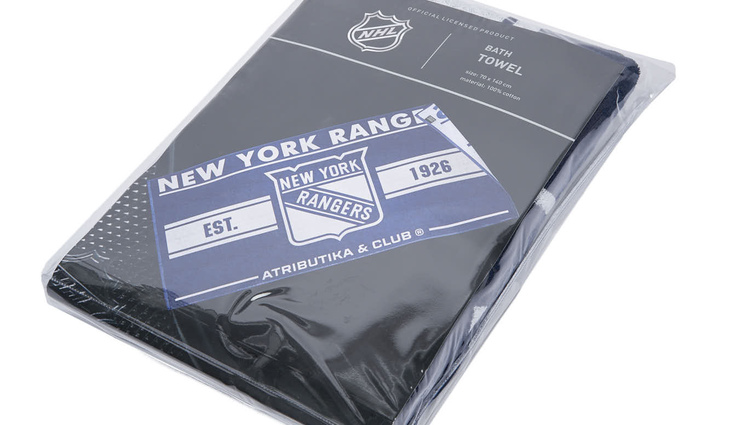 OFFICIAL LICENSED PRODUCT
NHL
BATH
TOWEL
size: 70 x 140 cm
material: 100% cotton
NEW YORK RANG
EST.
NEW YORK
RANGERS
1926
ATRIBUTIKA & CLUB ®